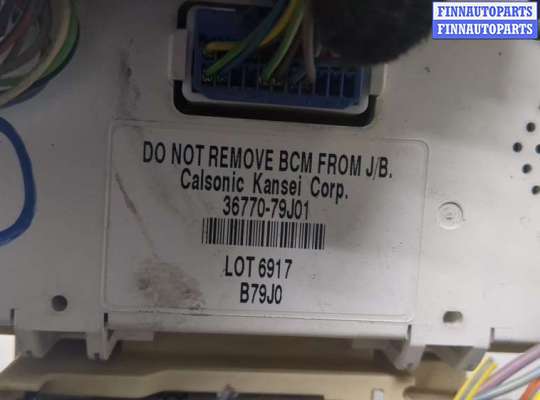 FINNAUTOPARTS
FINNAUTOPARTS
DO NOT REMOVE BCM FROM J/B.
Calsonic Kansei Corp.
36770-79J01
LOT 6917
B79J0